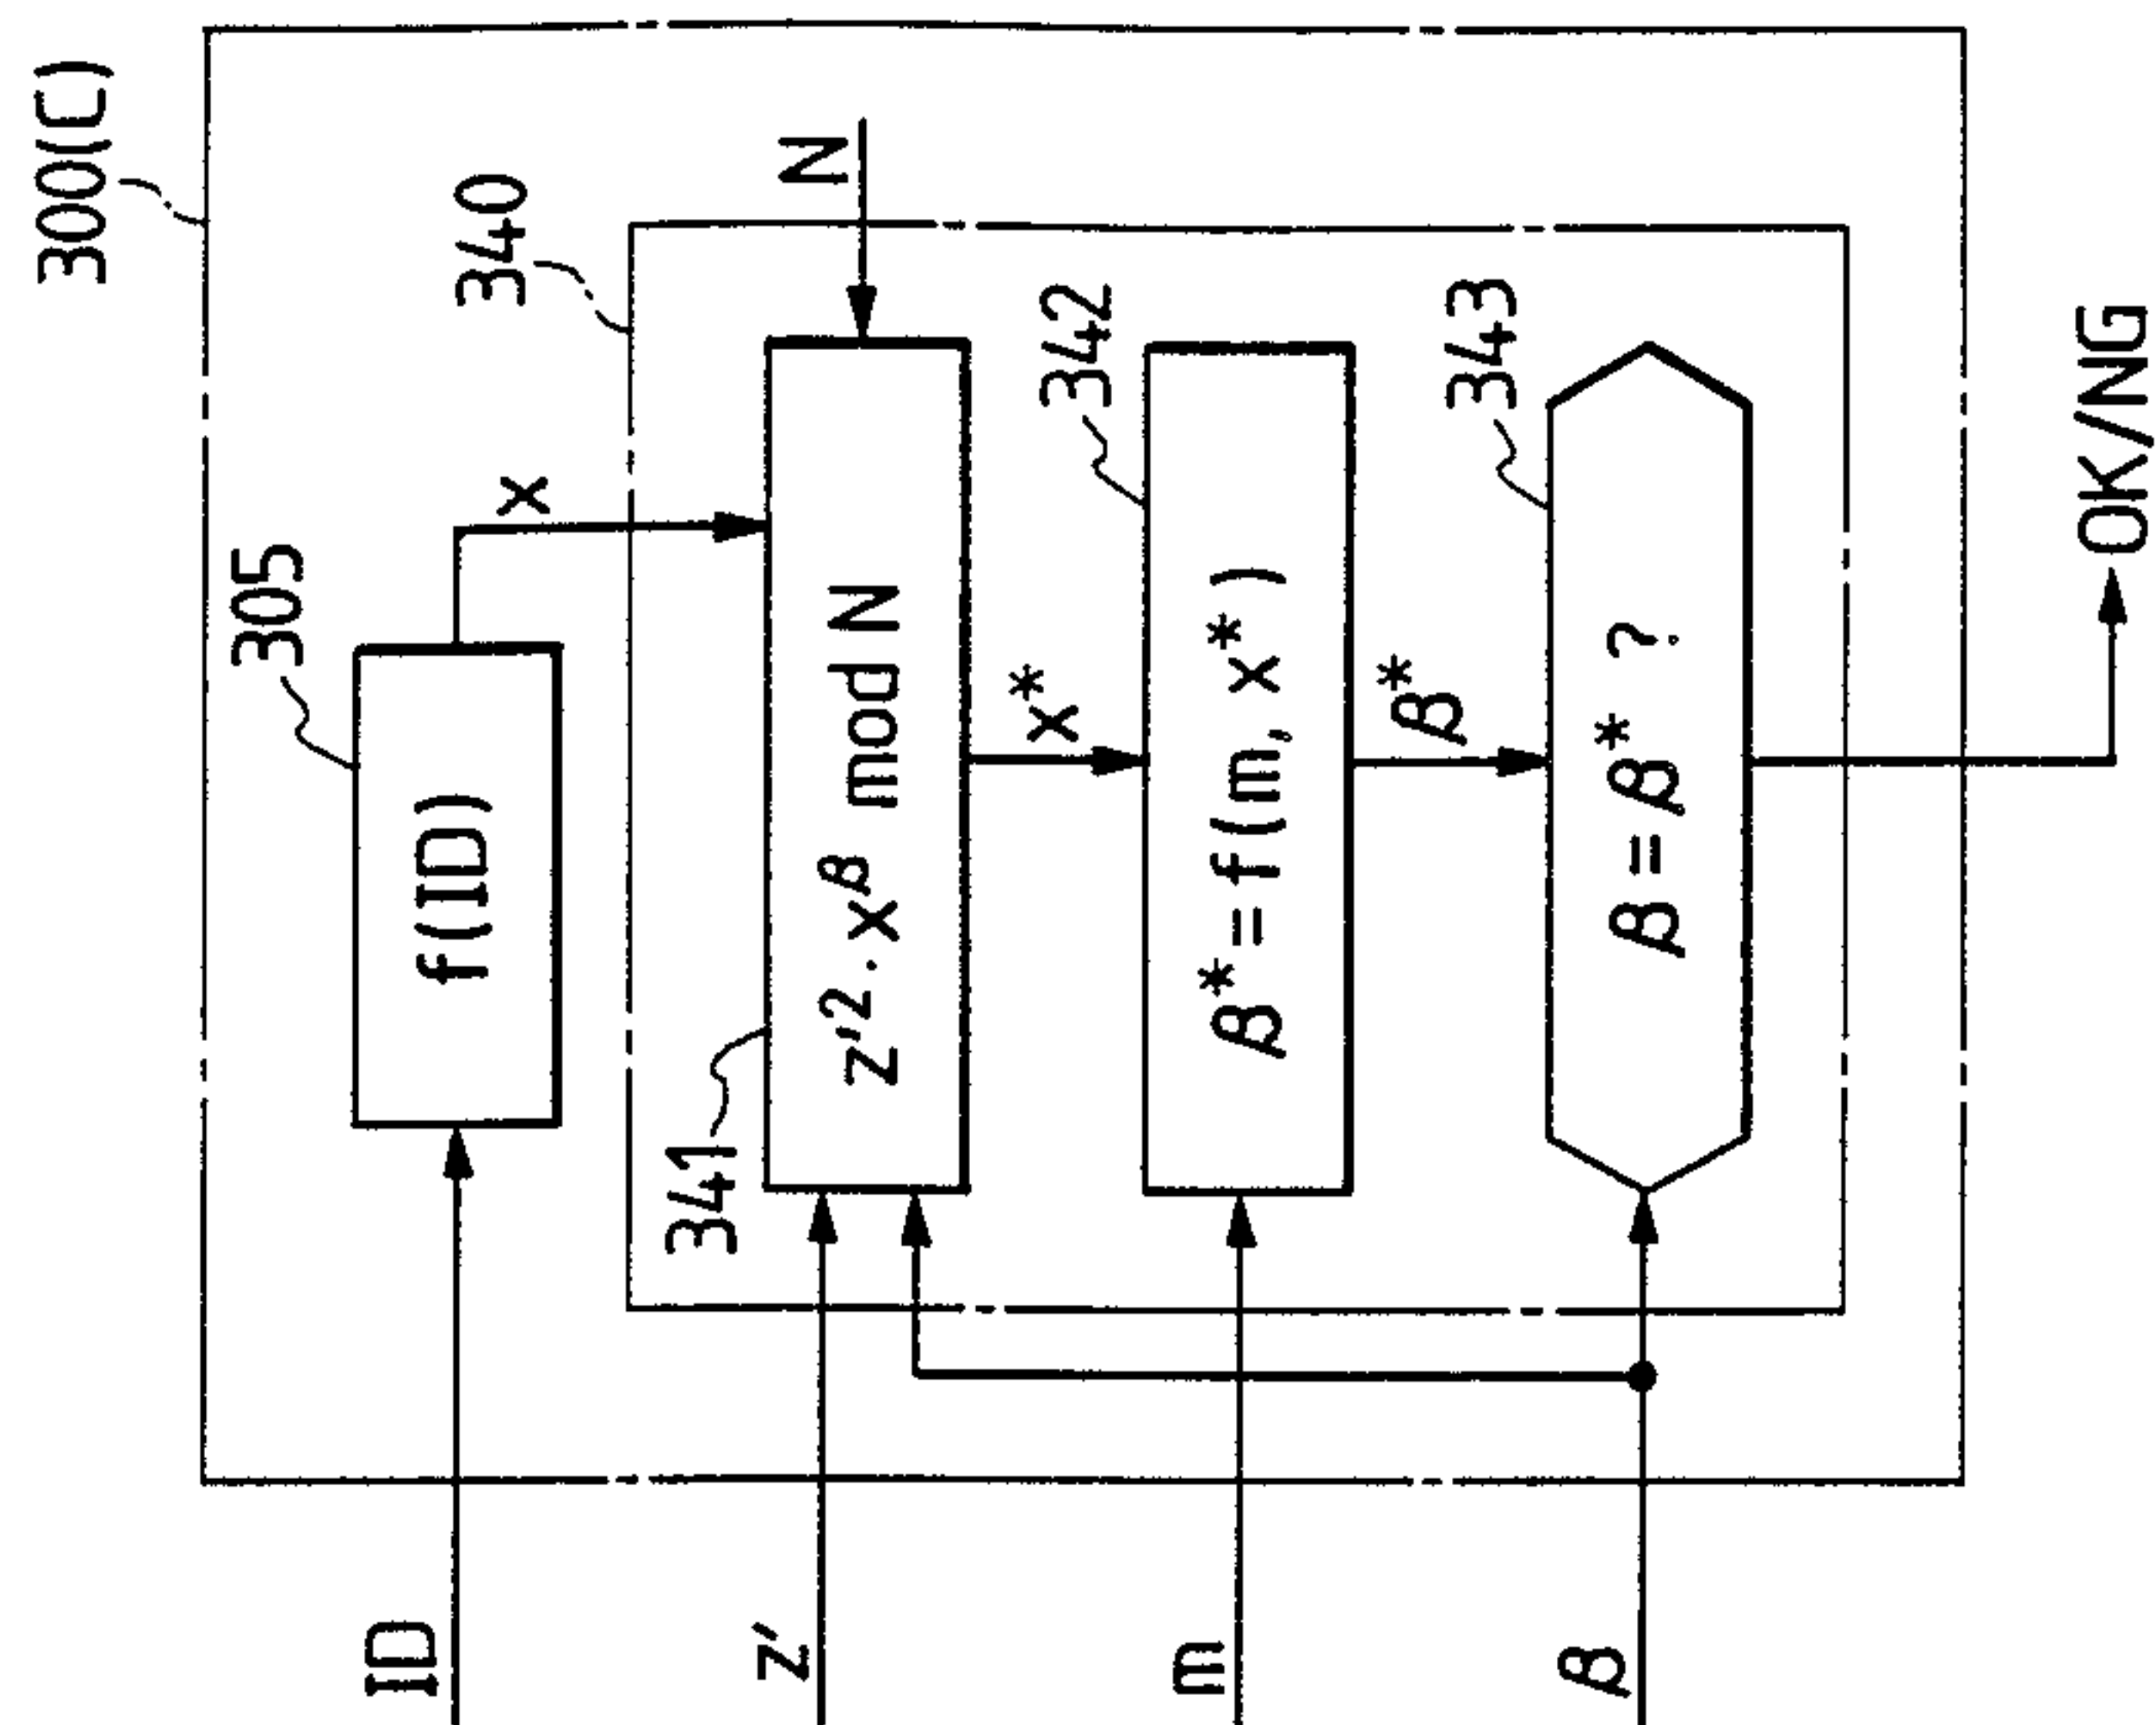 300(C)
305
ID
f(ID)
x
340
N
341
z'
z'²·xᵝ mod N
x*
342
m
β* = f(m, x*)
β*
343
β
β = β* ?
OK/NG